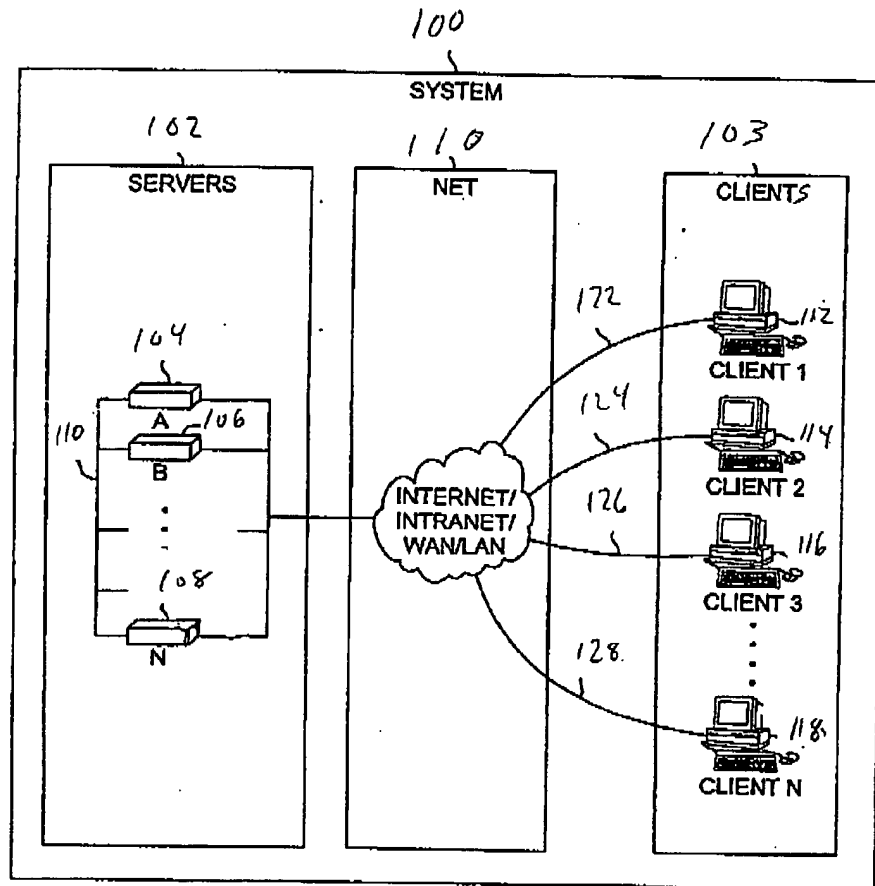 100
SYSTEM
102
110
103
SERVERS
NET
CLIENTS
122
112
CLIENT 1
104
A
106
B
110
124
114
CLIENT 2
INTERNET/
INTRANET/
WAN/LAN
126
116
CLIENT 3
108
N
128
118
CLIENT N